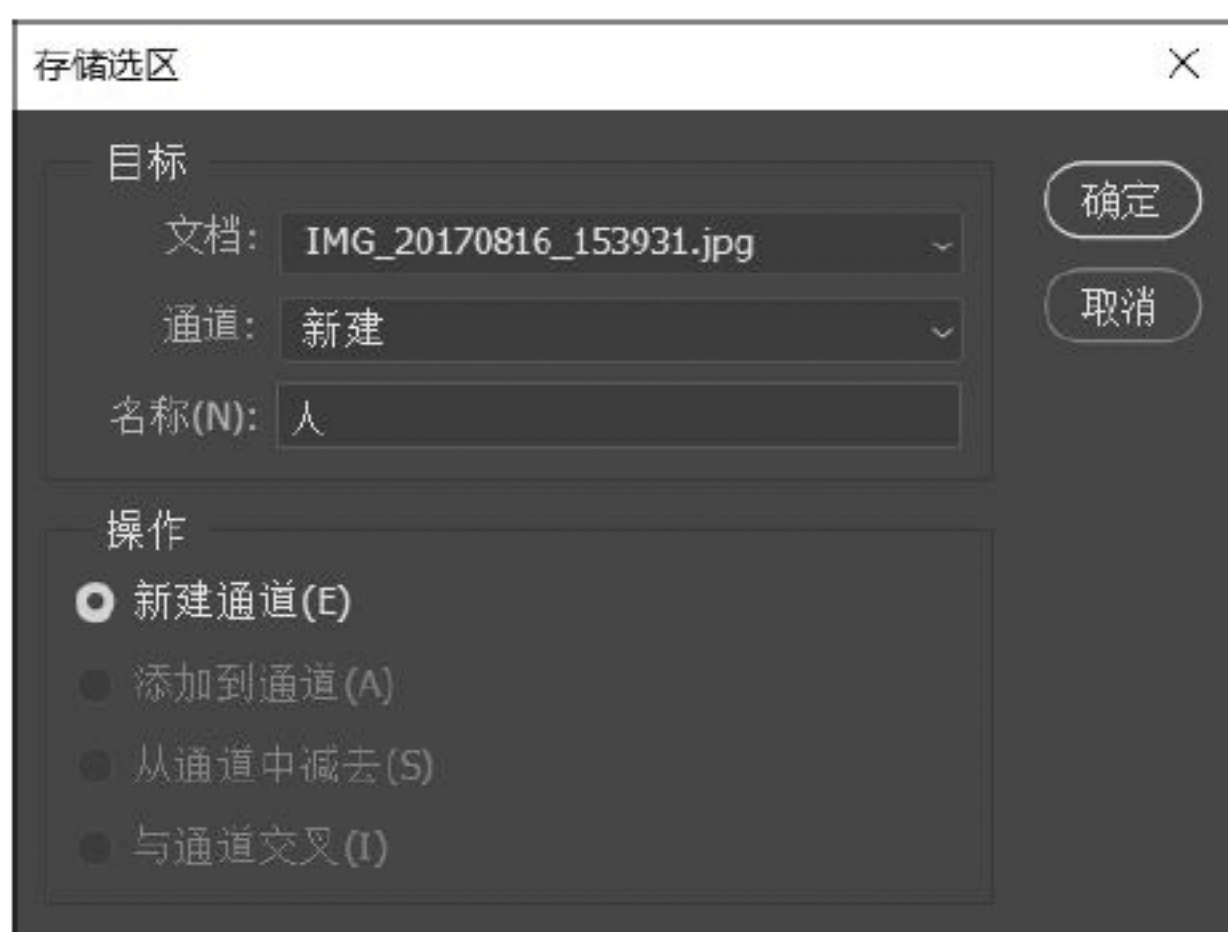 存储选区
目标
文档: IMG_20170816_153931.jpg
通道: 新建
名称(N): 人
确定
取消
操作
新建通道(E)
添加到通道(A)
从通道中减去(S)
与通道交叉(I)